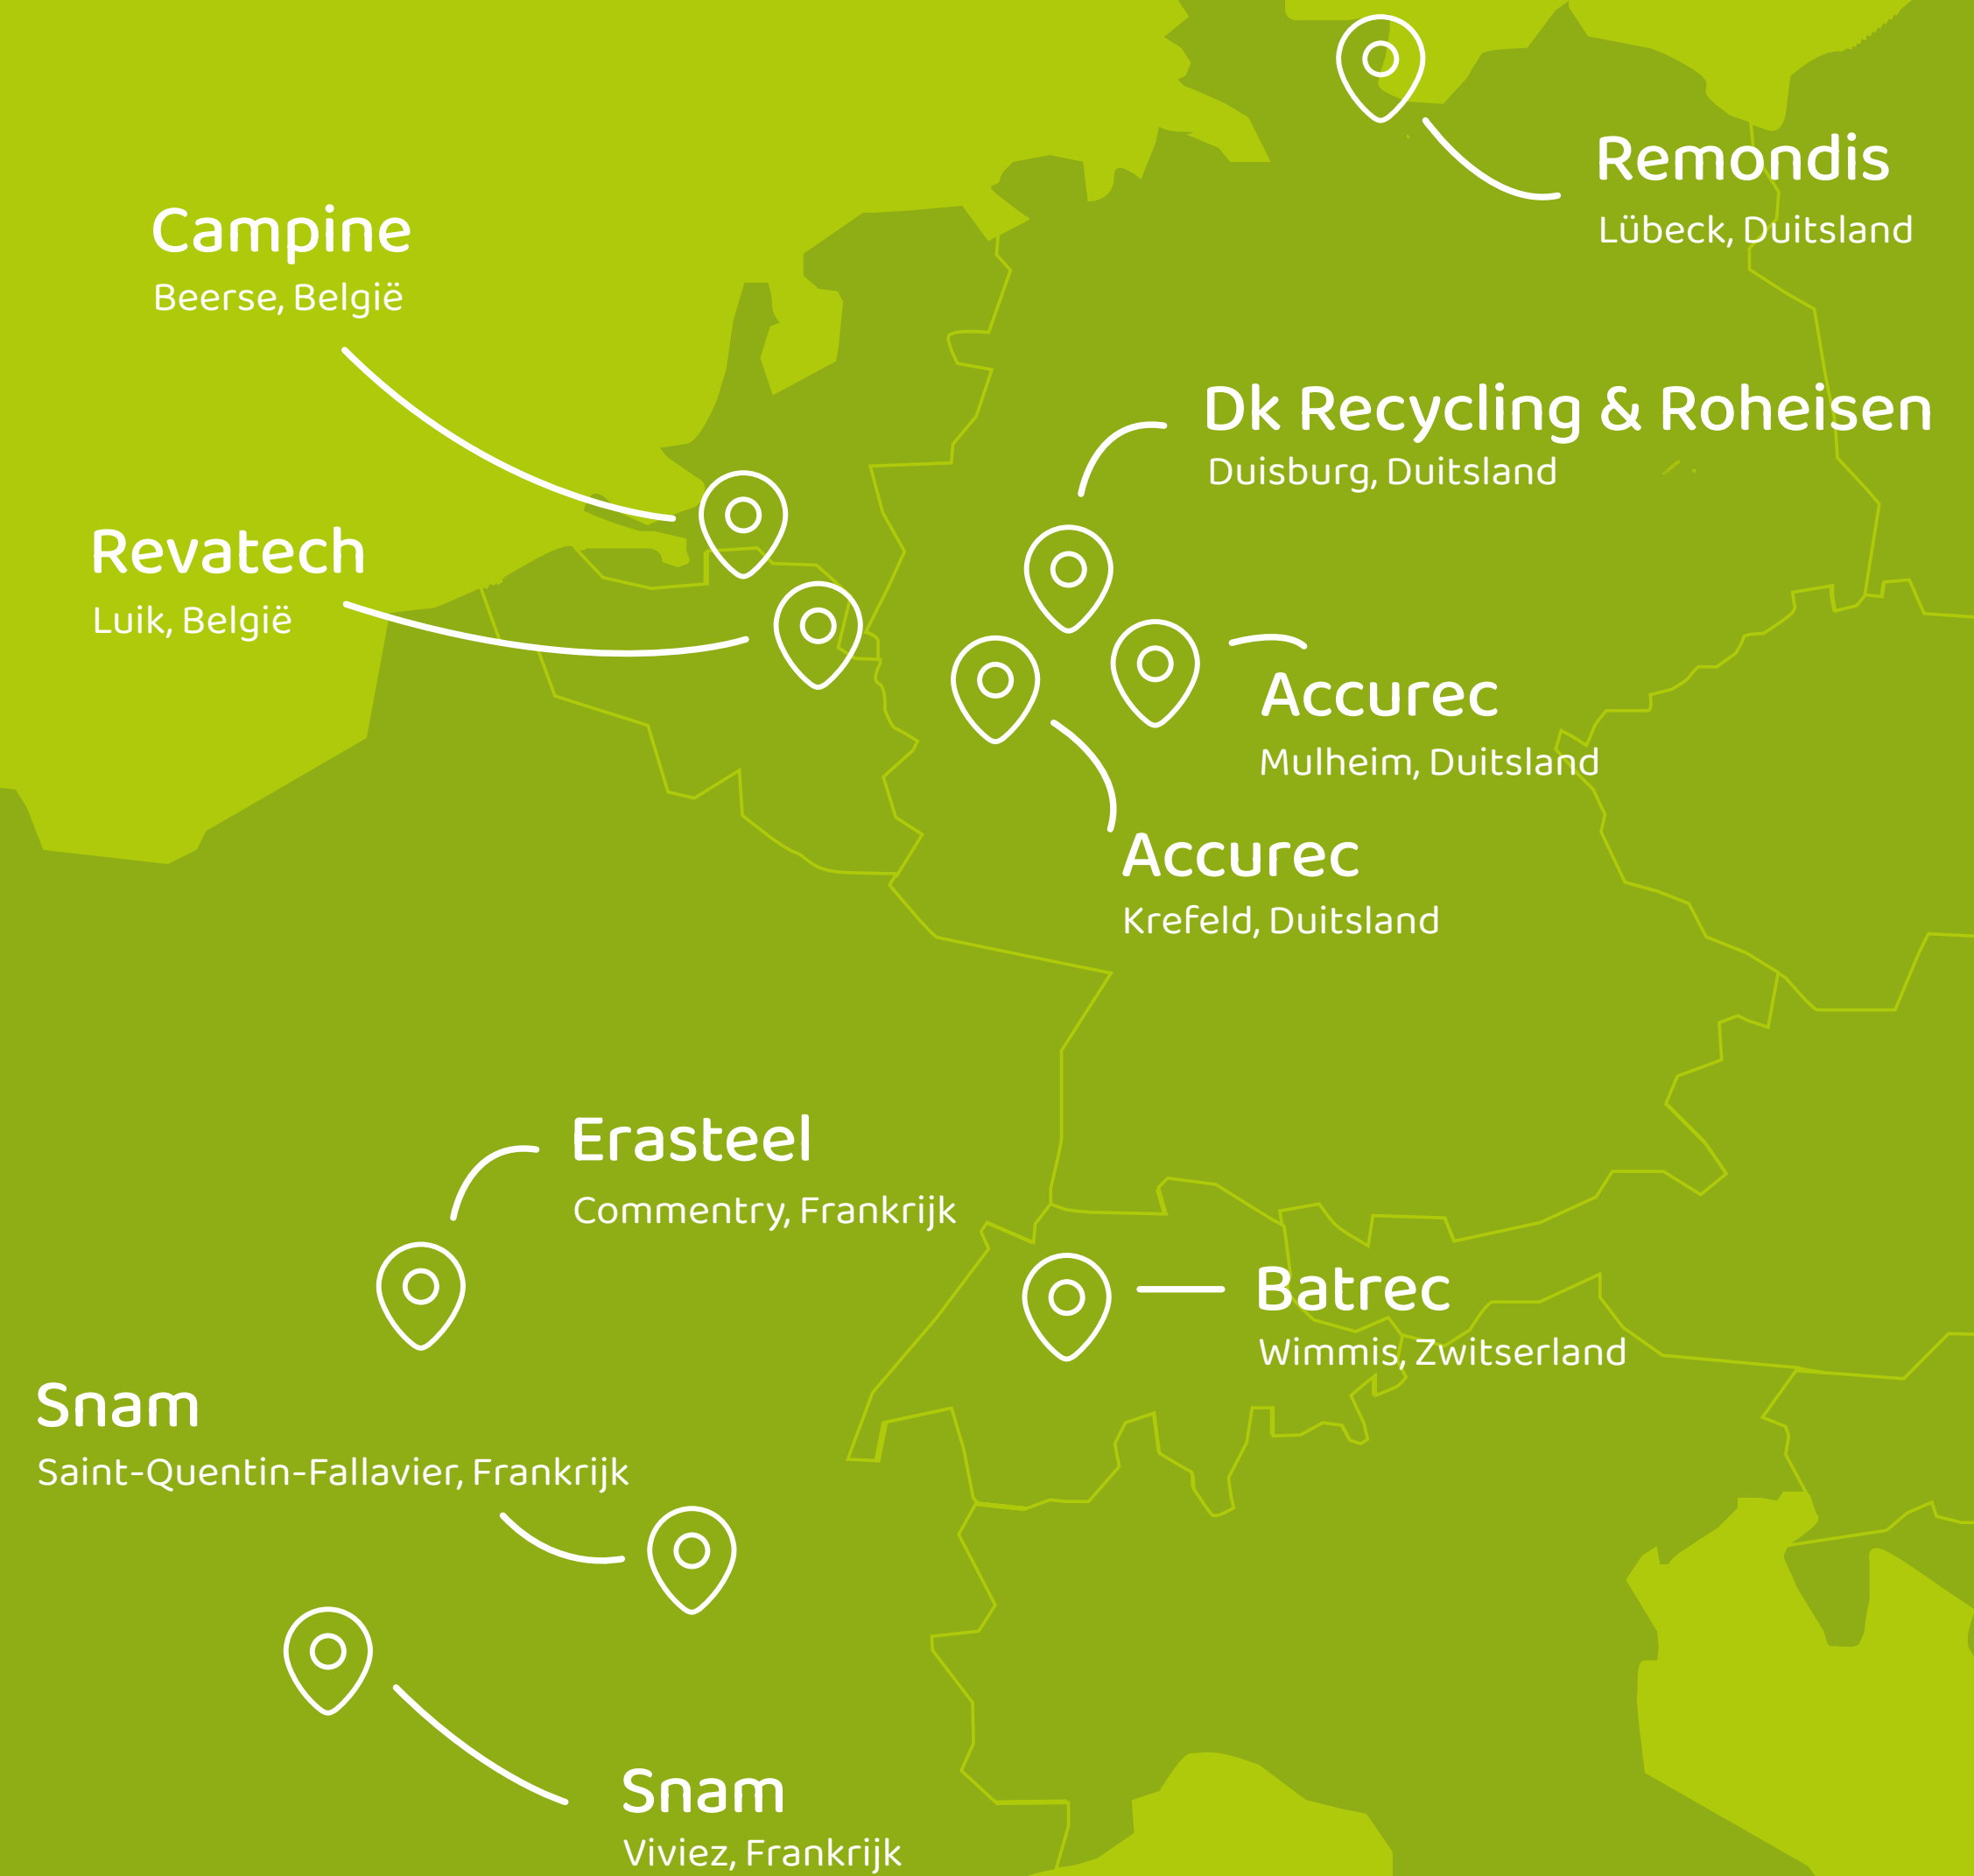 Remondis
Lübeck, Duitsland
Campine
Beerse, België
Dk Recycling & Roheisen
Duisburg, Duitsland
Revatech
Luik, België
Accurec
Mulheim, Duitsland
Accurec
Krefeld, Duitsland
Erasteel
Commentry, Frankrijk
Batrec
Wimmis, Zwitserland
Snam
Saint-Quentin-Fallavier, Frankrijk
Snam
Viviez, Frankrijk